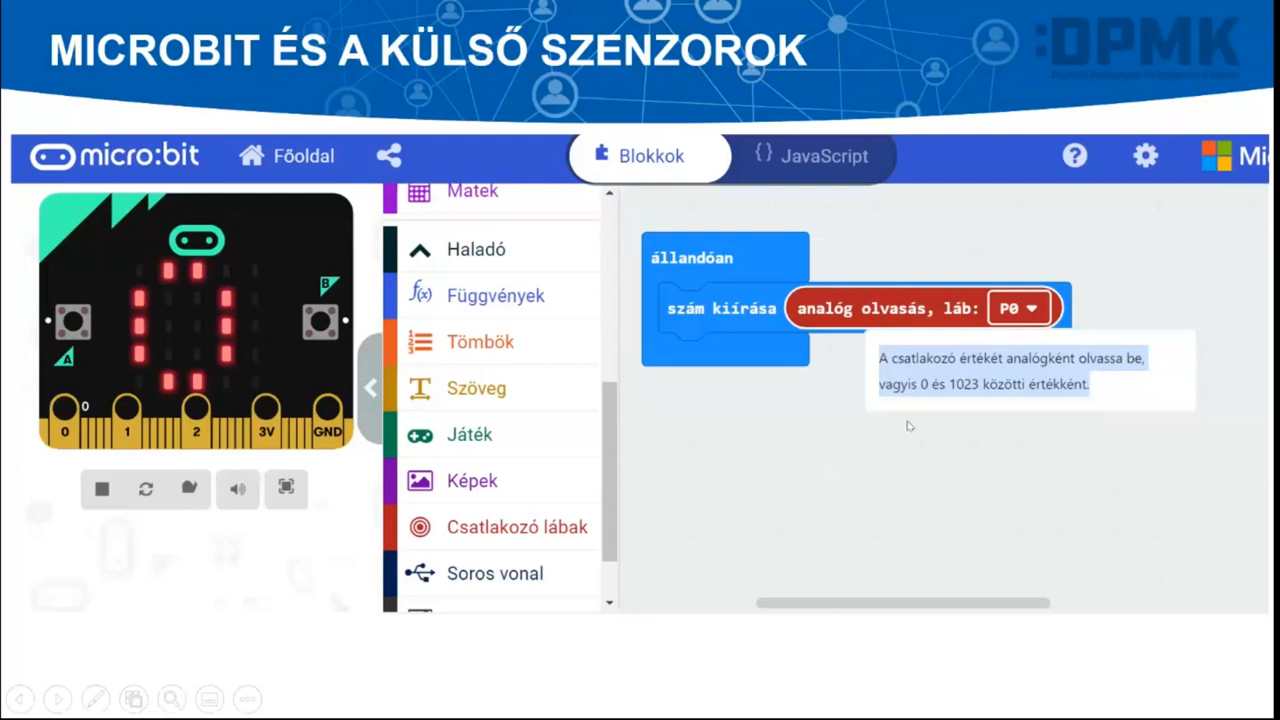 MICROBIT ÉS A KÜLSŐ SZENZOROK
:DPMK
micro:bit
Főoldal
Blokkok
{} JavaScript
?
Mi
Matek
Haladó
f(x) Függvények
Tömbök
Szöveg
Játék
Képek
Csatlakozó lábak
Soros vonal
A
B
0
0
1
2
3V
GND
állandóan
szám kiírása analóg olvasás, láb: P0
A csatlakozó értékét analógként olvassa be,
vagyis 0 és 1023 közötti értékként.